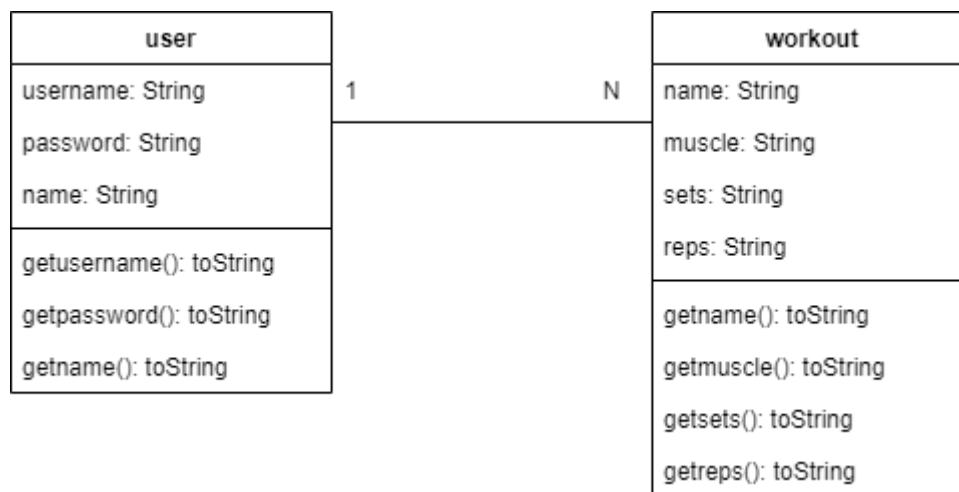 user
username: String
password: String
name: String
getusername(): toString
getpassword(): toString
getname(): toString
1
N
workout
name: String
muscle: String
sets: String
reps: String
getname(): toString
getmuscle(): toString
getsets(): toString
getreps(): toString